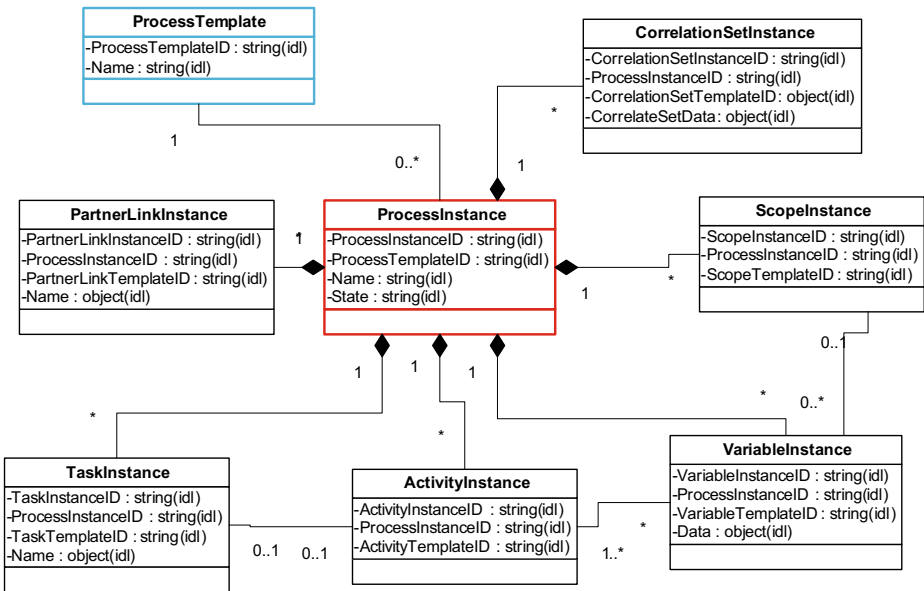 ProcessTemplate
-ProcessTemplateID : string(idl)
-Name : string(idl)
CorrelationSetInstance
-CorrelationSetInstanceID : string(idl)
-ProcessInstanceID : string(idl)
-CorrelationSetTemplateID: object(idl)
-CorrelateSetData: object(idl)
1
0..*
*
1
PartnerLinkInstance
-PartnerLinkInstanceID : string(idl)
-ProcessInstanceID : string(idl)
-PartnerLinkTemplateID : string(idl)
-Name : object(idl)
*
1
ProcessInstance
-ProcessInstanceID : string(idl)
-ProcessTemplateID : string(idl)
-Name : string(idl)
-State : string(idl)
1
*
ScopeInstance
-ScopeInstanceID : string(idl)
-ProcessInstanceID : string(idl)
-ScopeTemplateID : string(idl)
1
1
1
0..1
*
*
*
0..*
TaskInstance
-TaskInstanceID : string(idl)
-ProcessInstanceID : string(idl)
-TaskTemplateID : string(idl)
-Name : object(idl)
0..1
0..1
ActivityInstance
-ActivityInstanceID : string(idl)
-ProcessInstanceID : string(idl)
-ActivityTemplateID : string(idl)
1..*
*
VariableInstance
-VariableInstanceID : string(idl)
-ProcessInstanceID : string(idl)
-VariableTemplateID : string(idl)
-Data : object(idl)